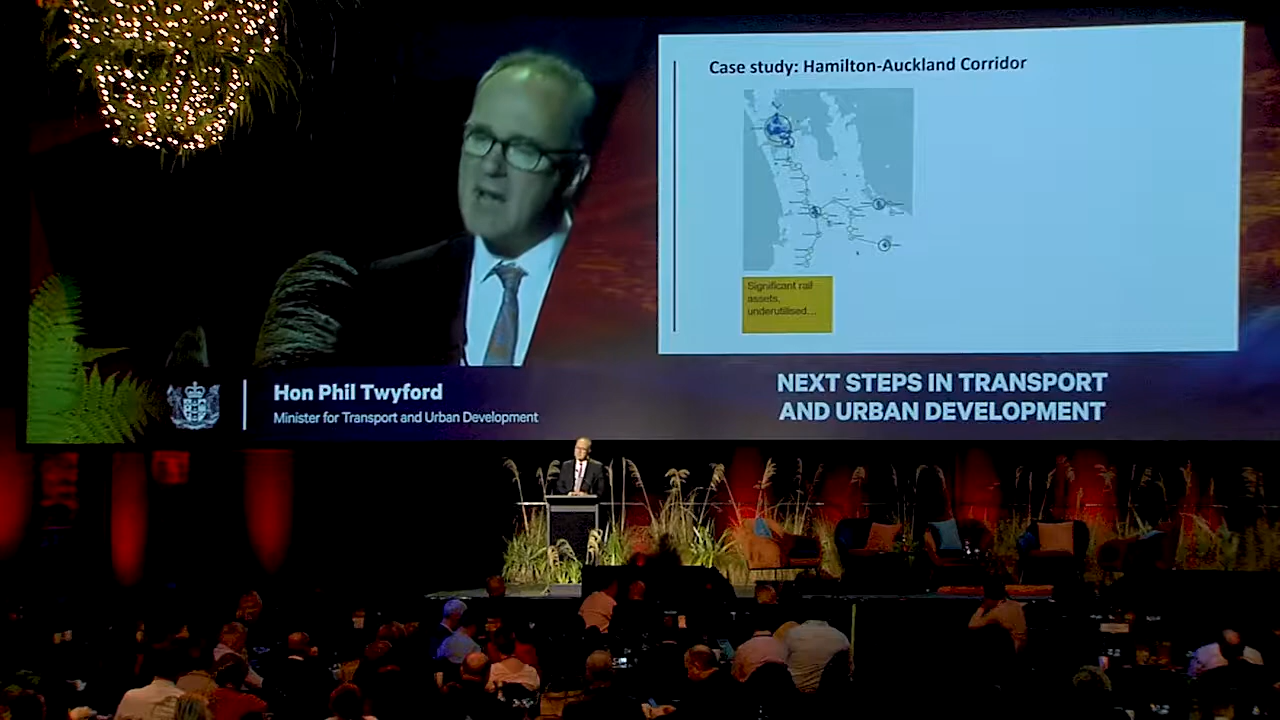 Case study: Hamilton-Auckland Corridor
Significant rail
assets,
underutilised...
Hon Phil Twyford
Minister for Transport and Urban Development
NEXT STEPS IN TRANSPORT
AND URBAN DEVELOPMENT